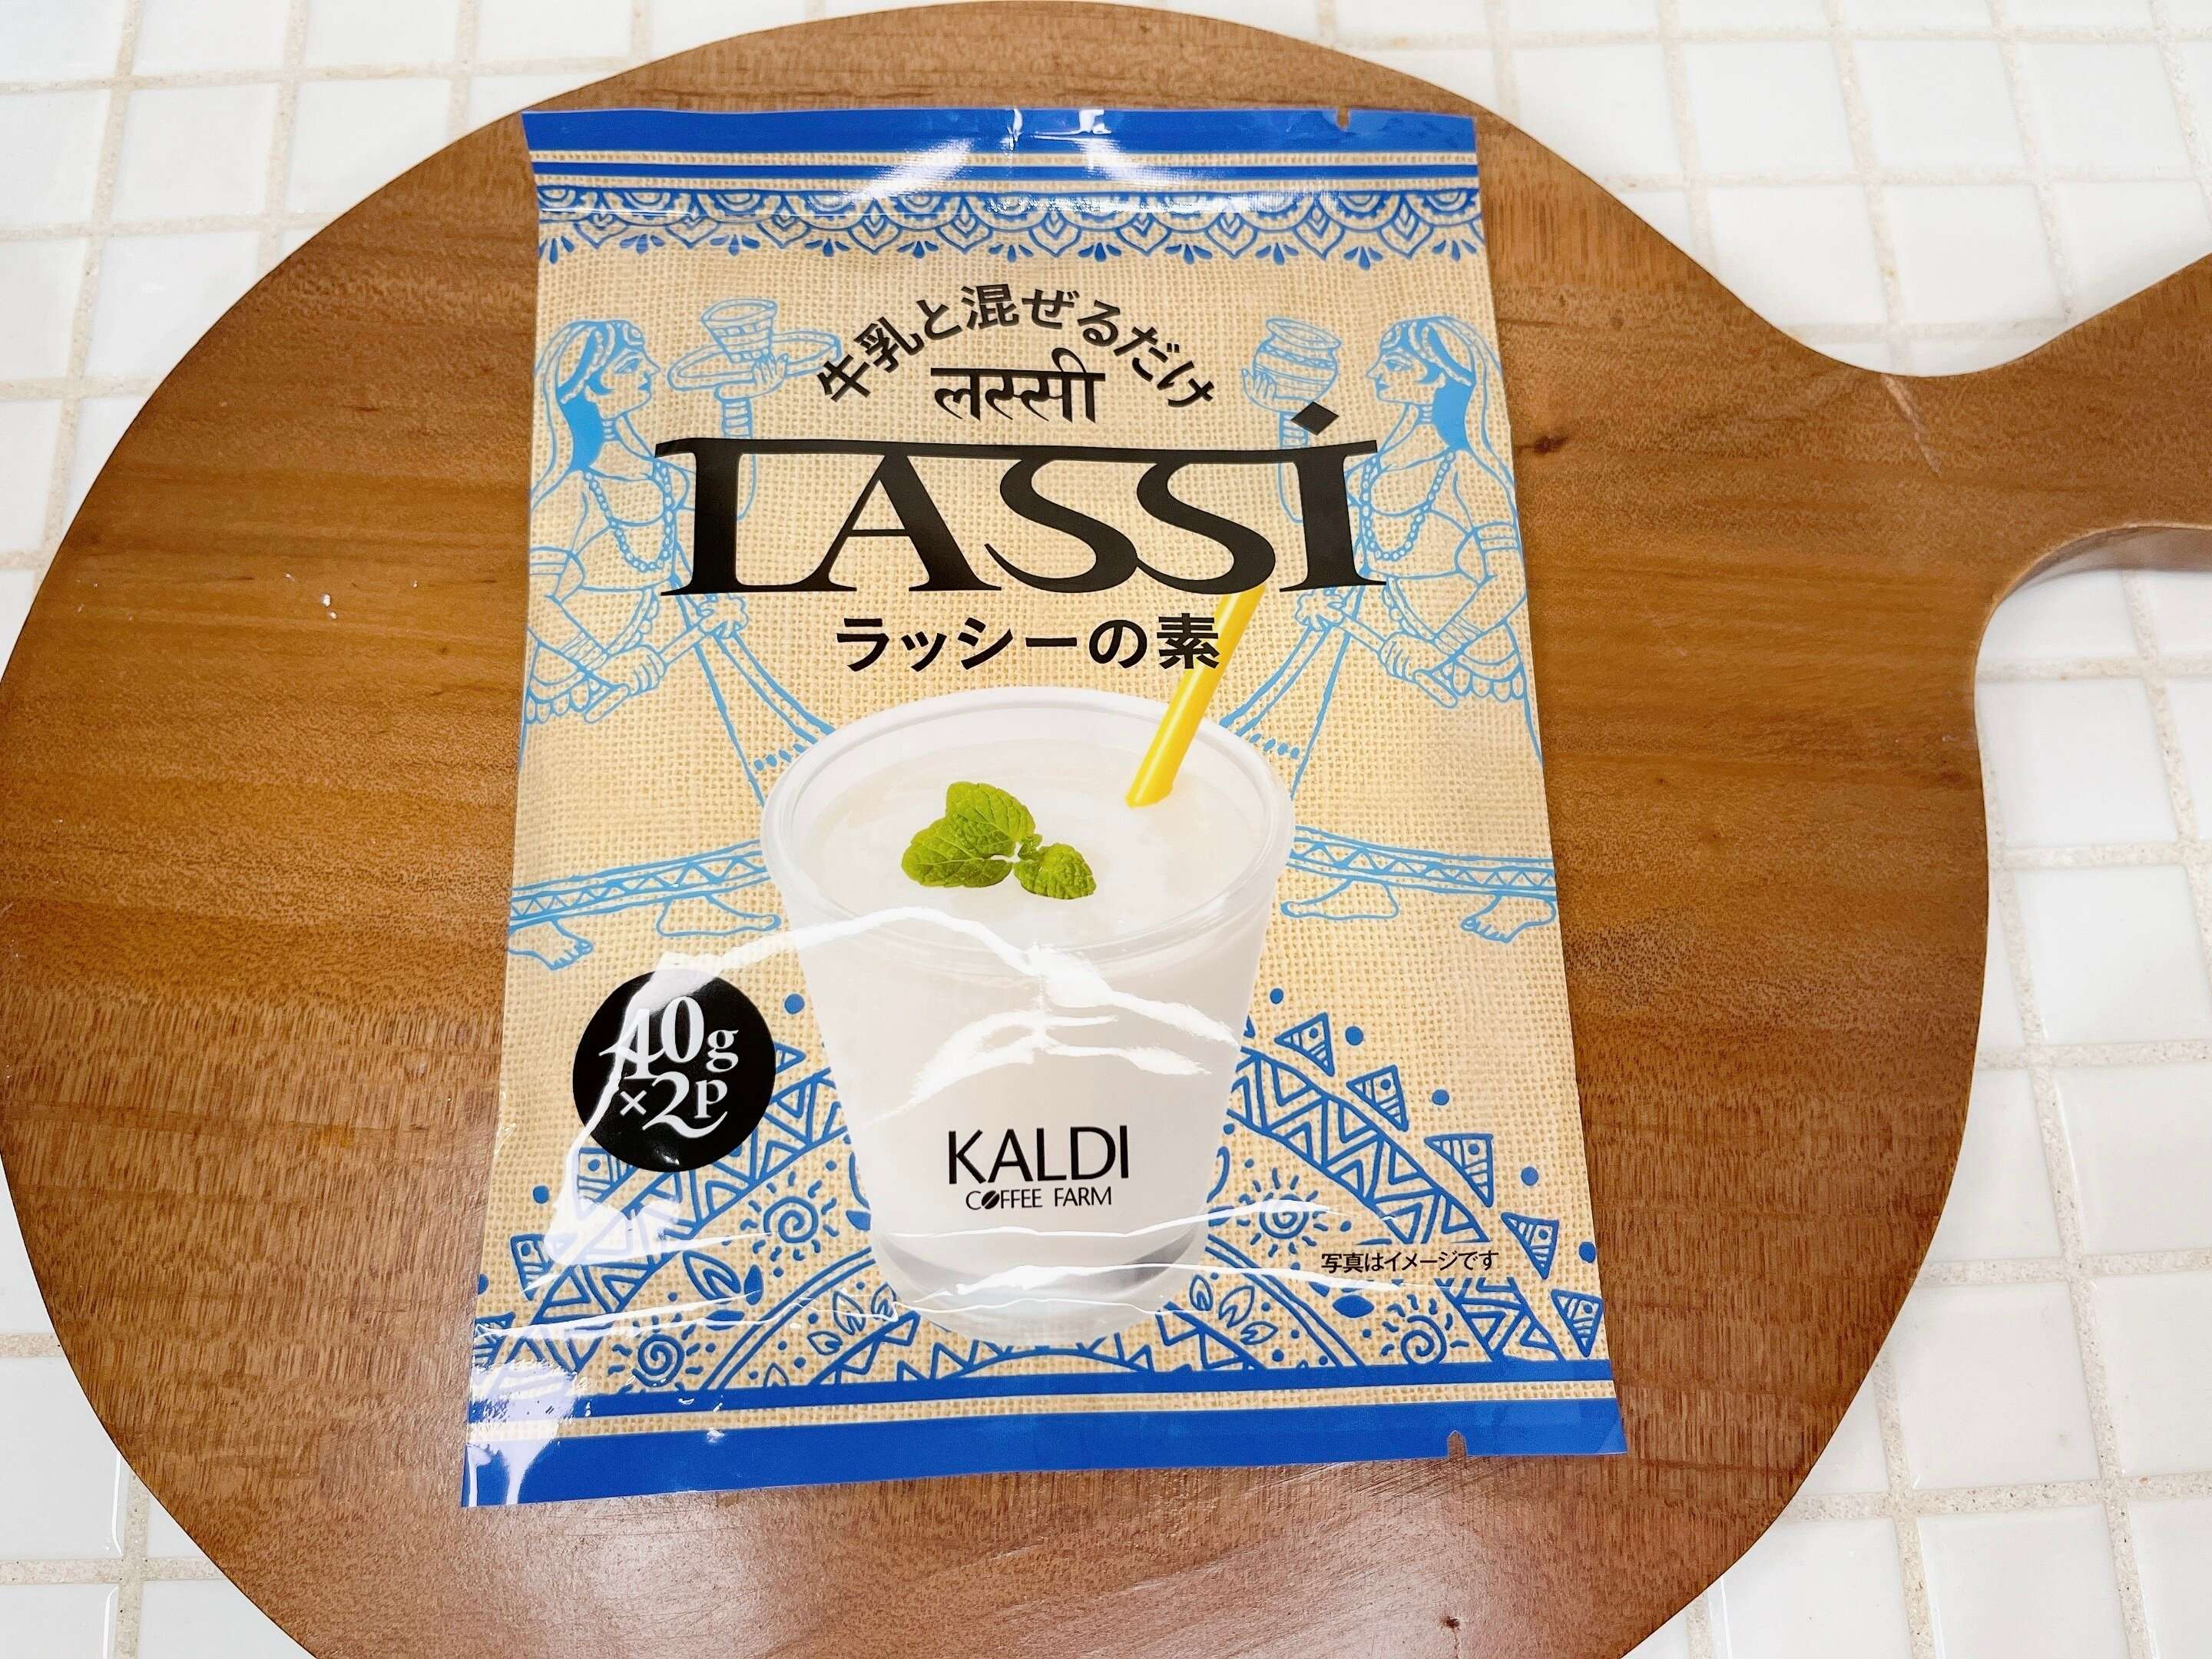 牛乳と混ぜるだけ
लस्सी
LASSi
ラッシーの素
40g
×2p
KALDI
COFFEE FARM
写真はイメージです